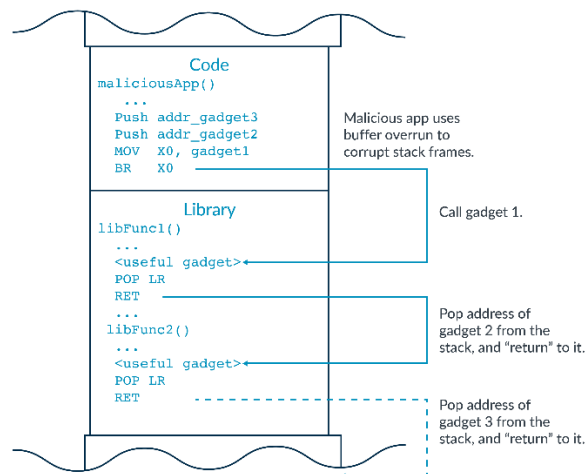 Code
maliciousApp()
...
Push addr_gadget3
Push addr_gadget2
MOV X0, gadget1
BR X0
Malicious app uses
buffer overrun to
corrupt stack frames.
Call gadget 1.
Library
libFunc1()
...
<useful gadget>
POP LR
RET
...
libFunc2()
...
<useful gadget>
POP LR
RET
Pop address of
gadget 2 from the
stack, and “return” to it.
Pop address of
gadget 3 from the
stack, and “return” to it.